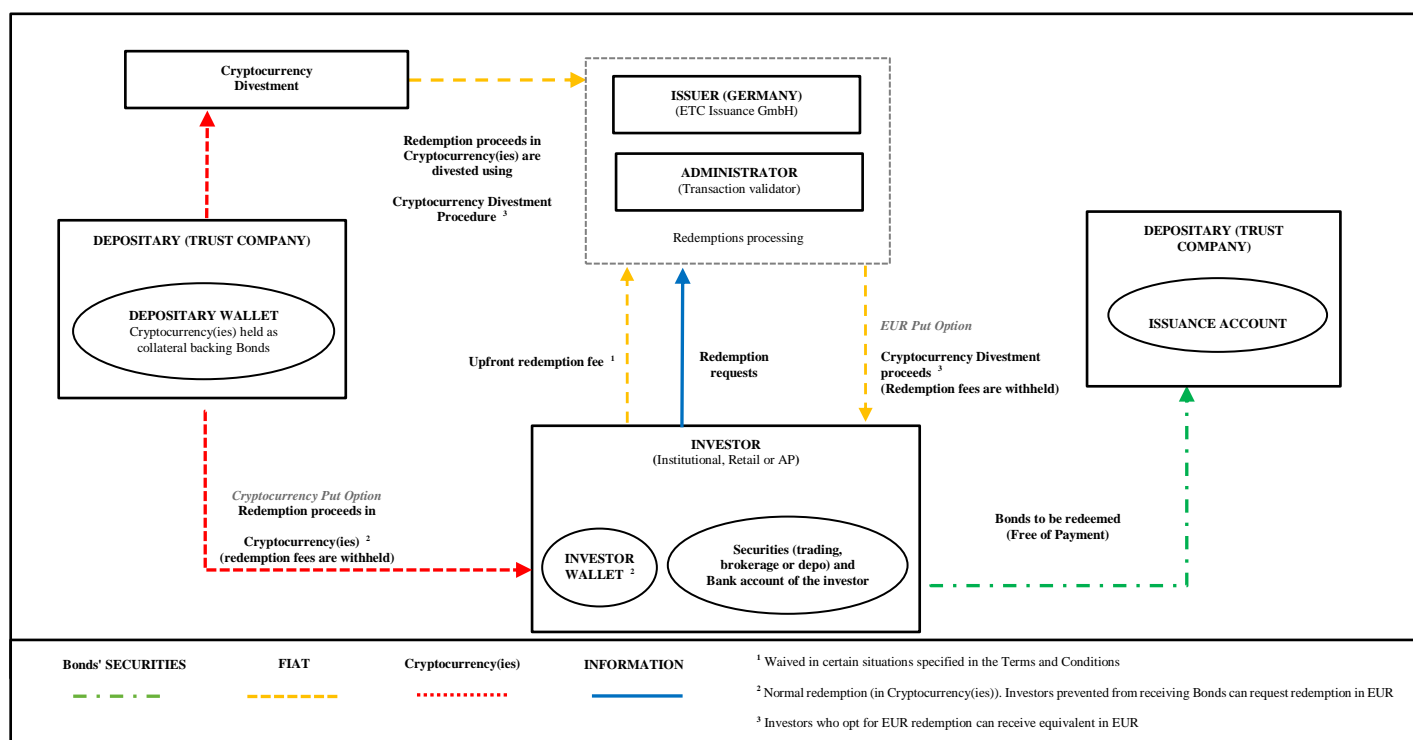 Cryptocurrency
Divestment
ISSUER (GERMANY)
(ETC Issuance GmbH)
ADMINISTRATOR
(Transaction validator)
Redemptions processing
Redemption proceeds in
Cryptocurrency(ies) are
divested using
Cryptocurrency Divestment
Procedure ³
DEPOSITARY (TRUST COMPANY)
DEPOSITARY WALLET
Cryptocurrency(ies) held as
collateral backing Bonds
DEPOSITARY (TRUST
COMPANY)
ISSUANCE ACCOUNT
Upfront redemption fee ¹
Redemption
requests
EUR Put Option
Cryptocurrency Divestment
proceeds ³
(Redemption fees are withheld)
INVESTOR
(Institutional, Retail or AP)
INVESTOR
WALLET ²
Securities (trading,
brokerage or depo) and
Bank account of the investor
Cryptocurrency Put Option
Redemption proceeds in
Cryptocurrency(ies) ²
(redemption fees are withheld)
Bonds to be redeemed
(Free of Payment)
Bonds' SECURITIES
FIAT
Cryptocurrency(ies)
INFORMATION
¹ Waived in certain situations specified in the Terms and Conditions
² Normal redemption (in Cryptocurrency(ies)). Investors prevented from receiving Bonds can request redemption in EUR
³ Investors who opt for EUR redemption can receive equivalent in EUR